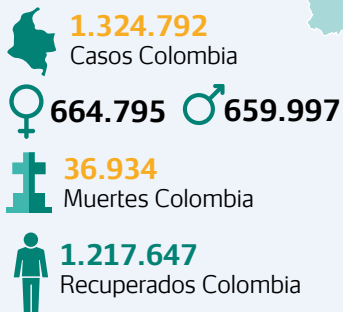 1.324.792
Casos Colombia
664.795 659.997
36.934
Muertes Colombia
1.217.647
Recuperados Colombia